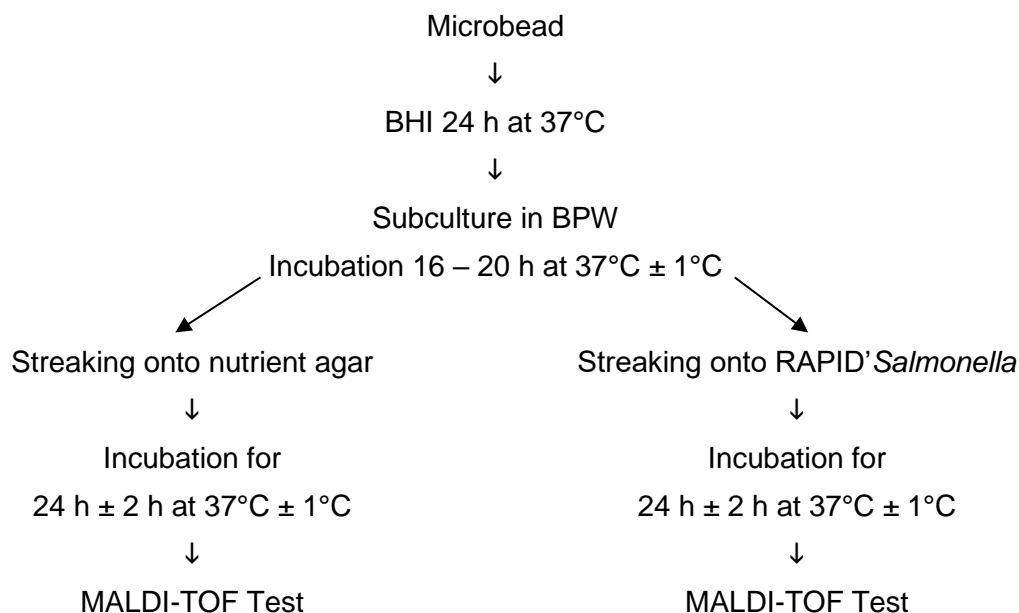 Microbead
↓
BHI 24 h at 37°C
↓
Subculture in BPW
Incubation 16 – 20 h at 37°C ± 1°C
Streaking onto nutrient agar
↓
Incubation for
24 h ± 2 h at 37°C ± 1°C
↓
MALDI-TOF Test
Streaking onto RAPID’Salmonella
↓
Incubation for
24 h ± 2 h at 37°C ± 1°C
↓
MALDI-TOF Test